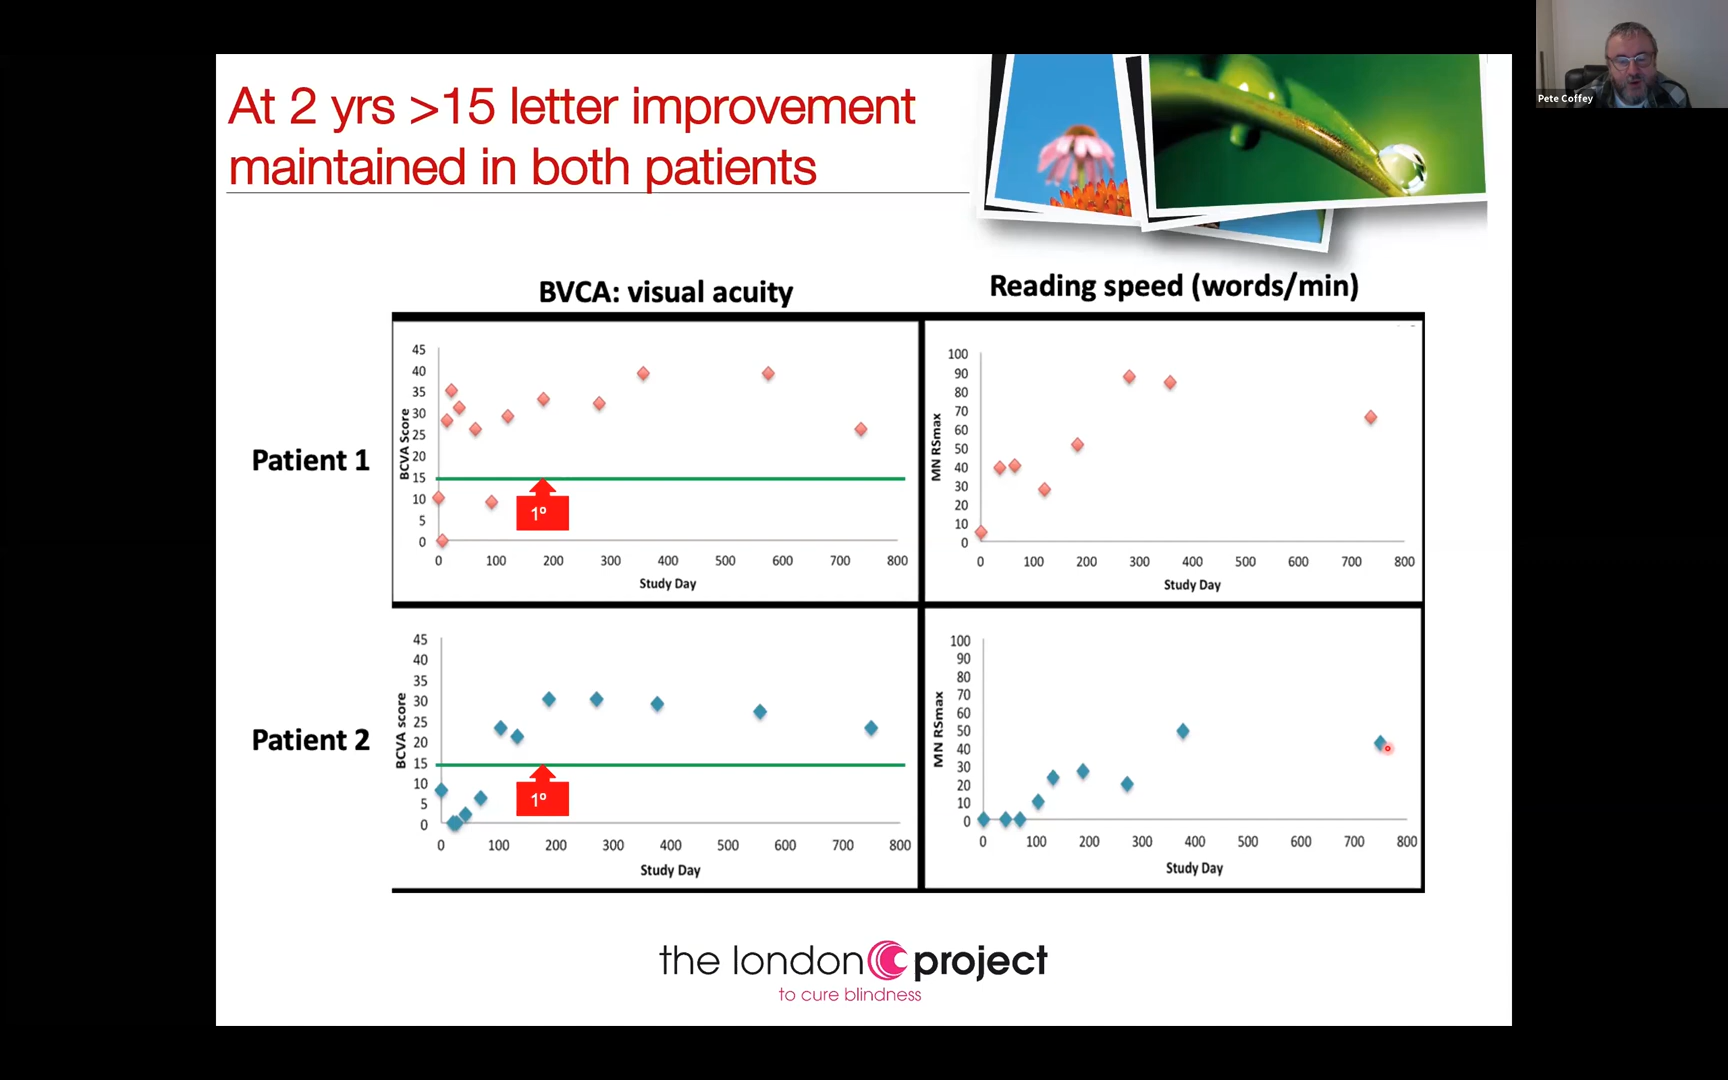 At 2 yrs >15 letter improvement
maintained in both patients
Pete Coffey
BVCA: visual acuity
Reading speed (words/min)
Patient 1
BCVA Score
45
40
35
30
25
20
15
10
5
0
1º
0 100 200 300 400 500 600 700 800
Study Day
MN RSmax
100
90
80
70
60
50
40
30
20
10
0
0 100 200 300 400 500 600 700 800
Study Day
Patient 2
BCVA score
45
40
35
30
25
20
15
10
5
0
1º
0 100 200 300 400 500 600 700 800
Study Day
MN RSmax
100
90
80
70
60
50
40
30
20
10
0
0 100 200 300 400 500 600 700 800
Study Day
the london project
to cure blindness